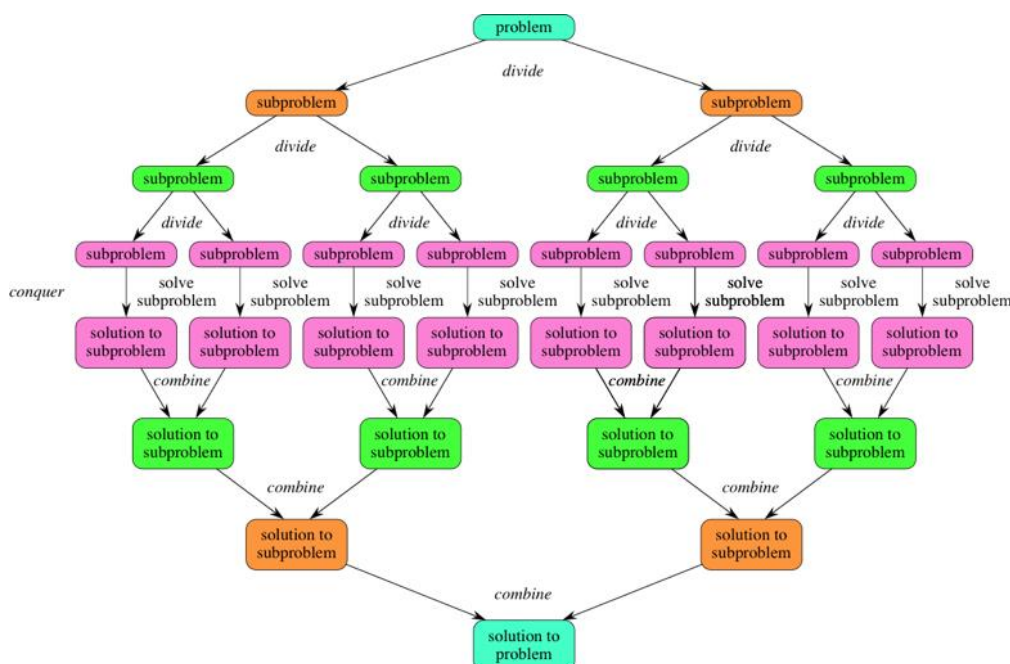 problem
divide
subproblem
subproblem
divide
divide
subproblem
subproblem
subproblem
subproblem
divide
divide
divide
divide
subproblem
subproblem
subproblem
subproblem
subproblem
subproblem
subproblem
subproblem
conquer
solve
subproblem
solve
subproblem
solve
subproblem
solve
subproblem
solve
subproblem
solve
subproblem
solve
subproblem
solve
subproblem
solution to
subproblem
solution to
subproblem
solution to
subproblem
solution to
subproblem
solution to
subproblem
solution to
subproblem
solution to
subproblem
solution to
subproblem
combine
combine
combine
combine
solution to
subproblem
solution to
subproblem
solution to
subproblem
solution to
subproblem
combine
combine
solution to
subproblem
solution to
subproblem
combine
solution to
problem